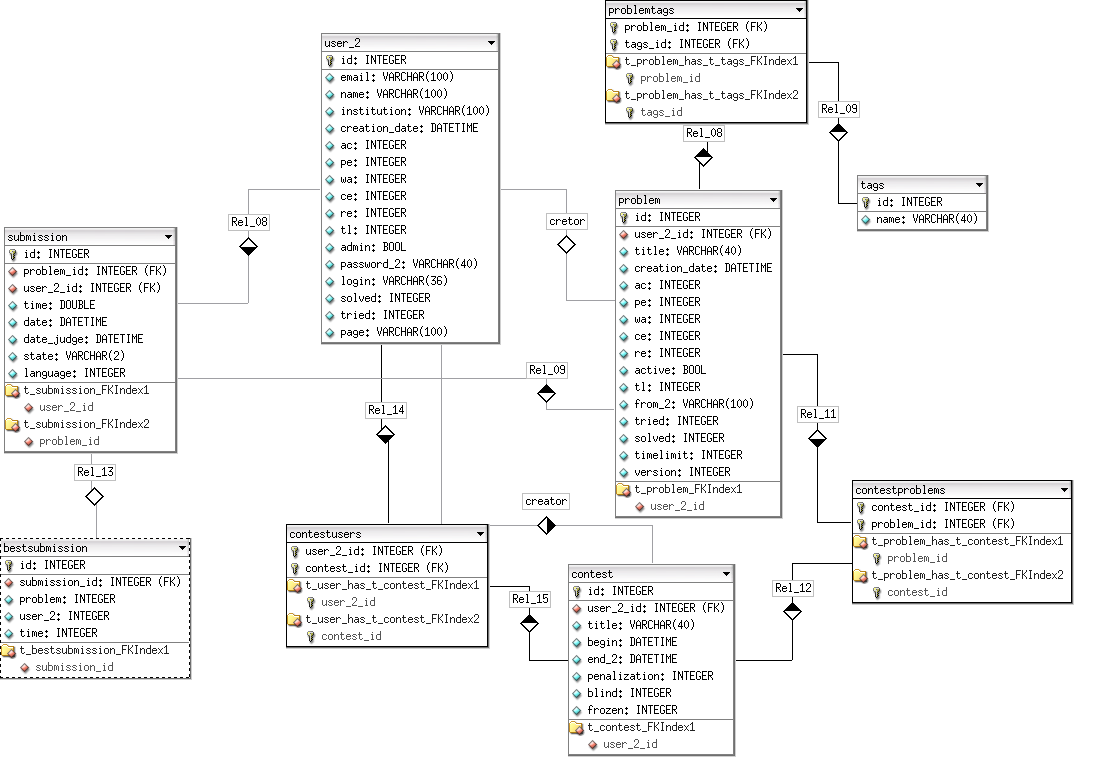 problemtags
problem_id: INTEGER (FK)
tags_id: INTEGER (FK)
t_problem_has_t_tags_FKIndex1
problem_id
t_problem_has_t_tags_FKIndex2
tags_id
user_2
id: INTEGER
email: VARCHAR(100)
name: VARCHAR(100)
institution: VARCHAR(100)
creation_date: DATETIME
ac: INTEGER
pe: INTEGER
wa: INTEGER
ce: INTEGER
re: INTEGER
tl: INTEGER
admin: BOOL
password_2: VARCHAR(40)
login: VARCHAR(36)
solved: INTEGER
tried: INTEGER
page: VARCHAR(100)
Rel_09
Rel_08
tags
id: INTEGER
name: VARCHAR(40)
problem
id: INTEGER
user_2_id: INTEGER (FK)
title: VARCHAR(40)
creation_date: DATETIME
ac: INTEGER
pe: INTEGER
wa: INTEGER
ce: INTEGER
re: INTEGER
active: BOOL
tl: INTEGER
from_2: VARCHAR(100)
tried: INTEGER
solved: INTEGER
timelimit: INTEGER
version: INTEGER
t_problem_FKIndex1
user_2_id
Rel_08
cretor
submission
id: INTEGER
problem_id: INTEGER (FK)
user_2_id: INTEGER (FK)
time: DOUBLE
date: DATETIME
date_judge: DATETIME
state: VARCHAR(2)
language: INTEGER
t_submission_FKIndex1
user_2_id
t_submission_FKIndex2
problem_id
Rel_09
Rel_14
Rel_11
Rel_13
creator
contestproblems
contest_id: INTEGER (FK)
problem_id: INTEGER (FK)
t_problem_has_t_contest_FKIndex1
problem_id
t_problem_has_t_contest_FKIndex2
contest_id
bestsubmission
id: INTEGER
submission_id: INTEGER (FK)
problem: INTEGER
user_2: INTEGER
time: INTEGER
t_bestsubmission_FKIndex1
submission_id
contestusers
user_2_id: INTEGER (FK)
contest_id: INTEGER (FK)
t_user_has_t_contest_FKIndex1
user_2_id
t_user_has_t_contest_FKIndex2
contest_id
Rel_15
Rel_12
contest
id: INTEGER
user_2_id: INTEGER (FK)
title: VARCHAR(40)
begin: DATETIME
end_2: DATETIME
penalization: INTEGER
blind: INTEGER
frozen: INTEGER
t_contest_FKIndex1
user_2_id